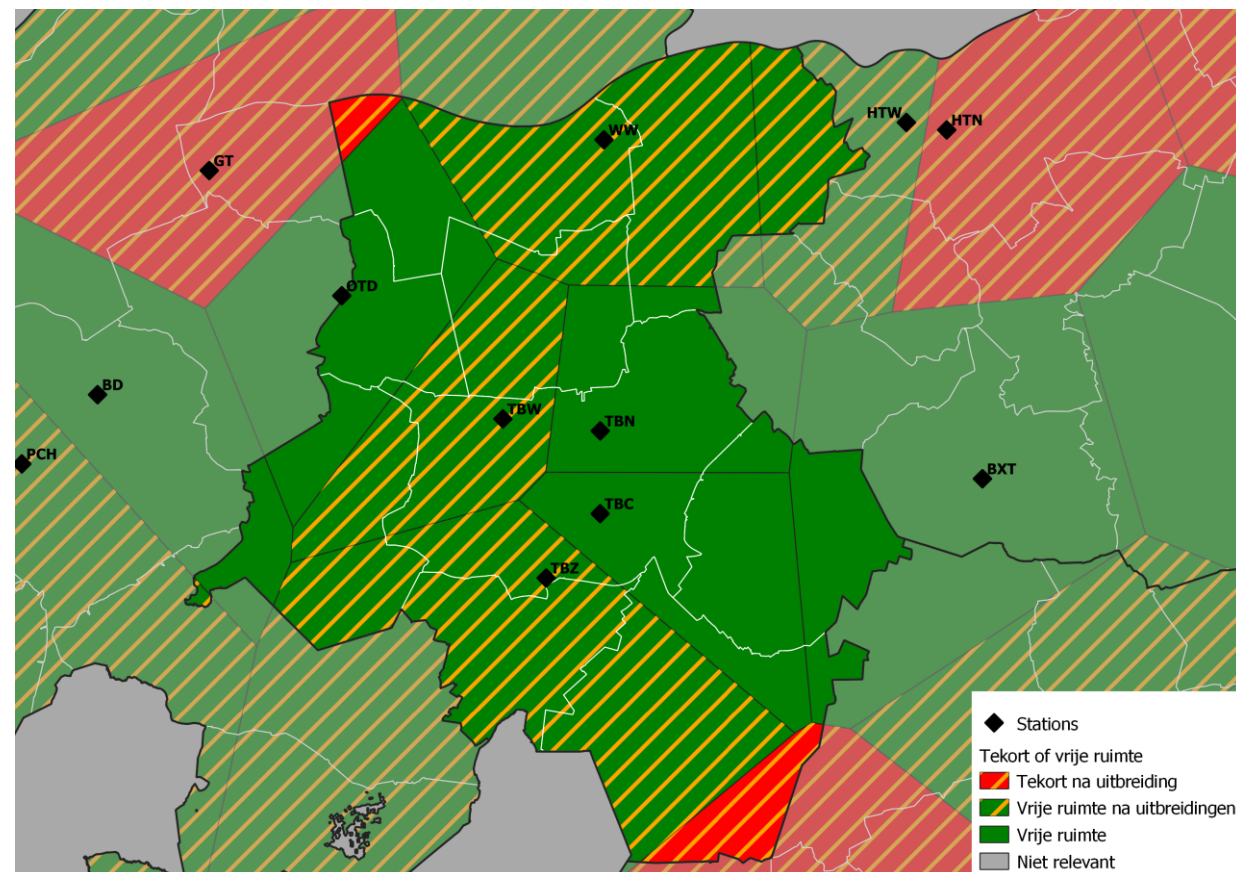 WW
HTW
HTN
GT
OTD
BD
TBW
TBN
PCH
BXT
TBC
TBZ
Stations
Tekort of vrije ruimte
Tekort na uitbreiding
Vrije ruimte na uitbreidingen
Vrije ruimte
Niet relevant